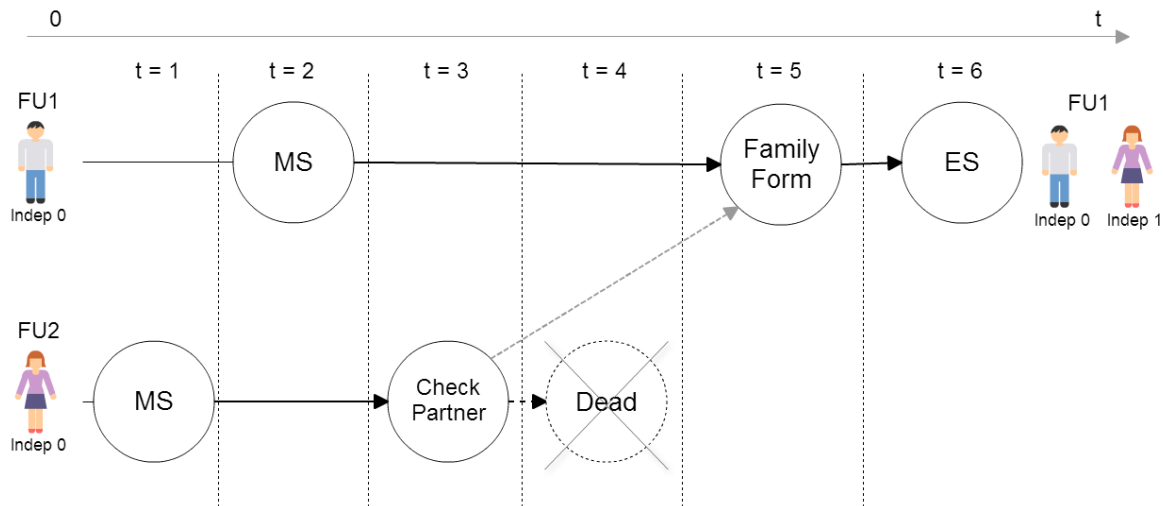 0 t
t = 1 t = 2 t = 3 t = 4 t = 5 t = 6
FU1
FU1
MS
Family
Form
ES
Indep 0
Indep 0 Indep 1
FU2
MS
Check
Partner
Dead
Indep 0